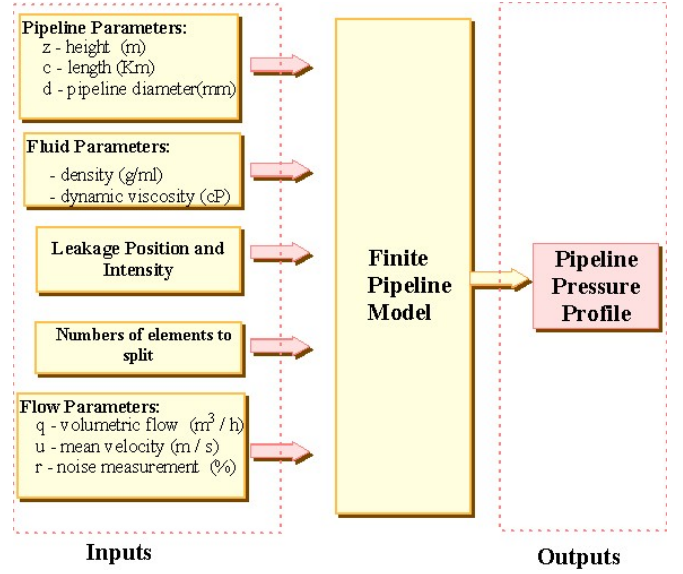 Pipeline Parameters:
z - height (m)
c - length (Km)
d - pipeline diameter(mm)
Fluid Parameters:
- density (g/ml)
- dynamic viscosity (cP)
Leakage Position and
Intensity
Numbers of elements to
split
Flow Parameters:
q - volumetric flow (m³ / h)
u - mean velocity (m / s)
r - noise measurement (%)
Finite
Pipeline
Model
Pipeline
Pressure
Profile
Inputs
Outputs